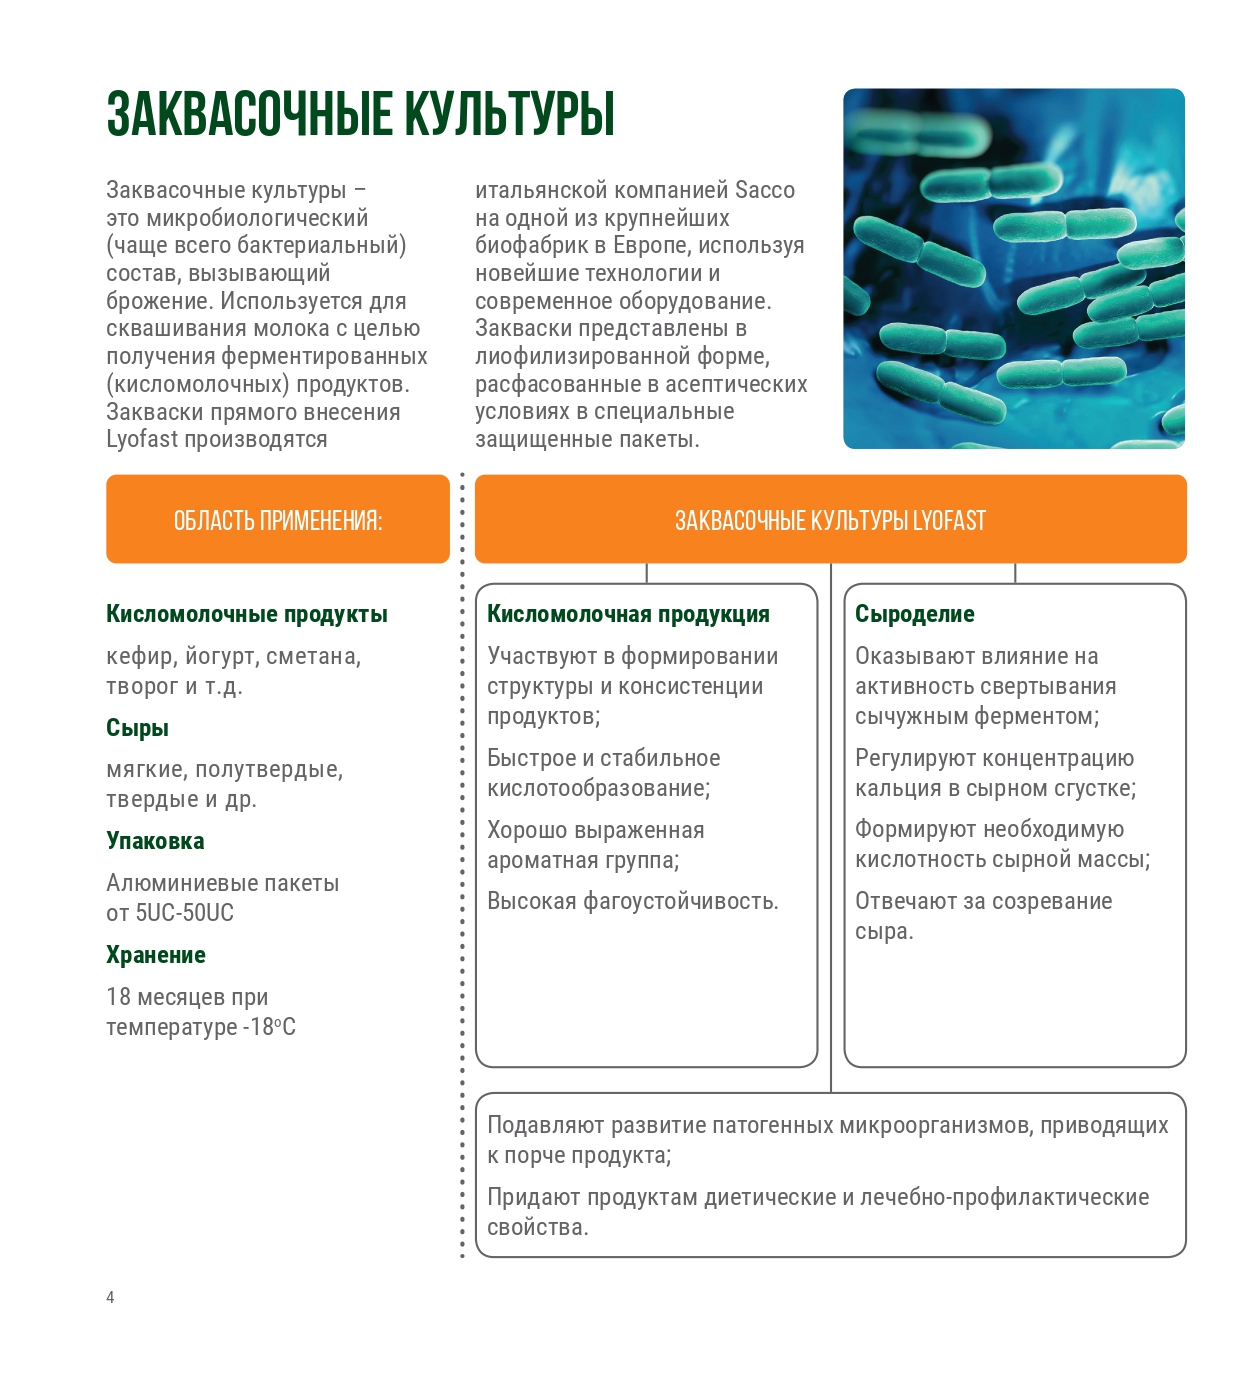 ЗАКВАСОЧНЫЕ КУЛЬТУРЫ
Заквасочные культуры –
это микробиологический
(чаще всего бактериальный)
состав, вызывающий
брожение. Используется для
сквашивания молока с целью
получения ферментированных
(кисломолочных) продуктов.
Закваски прямого внесения
Lyofast производятся
итальянской компанией Sacco
на одной из крупнейших
биофабрик в Европе, используя
новейшие технологии и
современное оборудование.
Закваски представлены в
лиофилизированной форме,
расфасованные в асептических
условиях в специальные
защищенные пакеты.
ОБЛАСТЬ ПРИМЕНЕНИЯ:
Кисломолочные продукты
кефир, йогурт, сметана,
творог и т.д.
Сыры
мягкие, полутвердые,
твердые и др.
Упаковка
Алюминиевые пакеты
от 5UC-50UC
Хранение
18 месяцев при
температуре -18ºС
ЗАКВАСОЧНЫЕ КУЛЬТУРЫ LYOFAST
Кисломолочная продукция
Участвуют в формировании
структуры и консистенции
продуктов;
Быстрое и стабильное
кислотообразование;
Хорошо выраженная
ароматная группа;
Высокая фагоустойчивость.
Сыроделие
Оказывают влияние на
активность свертывания
сычужным ферментом;
Регулируют концентрацию
кальция в сырном сгустке;
Формируют необходимую
кислотность сырной массы;
Отвечают за созревание
сыра.
Подавляют развитие патогенных микроорганизмов, приводящих
к порче продукта;
Придают продуктам диетические и лечебно-профилактические
свойства.
4